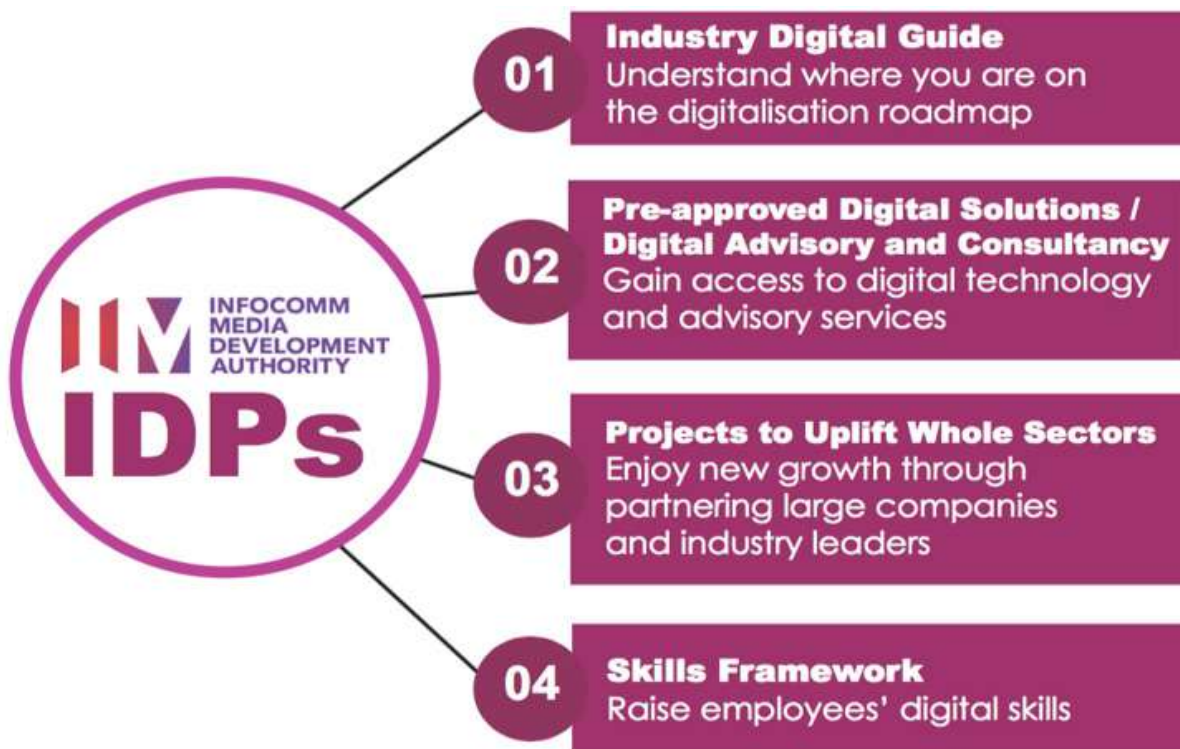 INFOCOMM
MEDIA
DEVELOPMENT
AUTHORITY
IDPs
01
Industry Digital Guide
Understand where you are on
the digitalisation roadmap
02
Pre-approved Digital Solutions /
Digital Advisory and Consultancy
Gain access to digital technology
and advisory services
03
Projects to Uplift Whole Sectors
Enjoy new growth through
partnering large companies
and industry leaders
04
Skills Framework
Raise employees’ digital skills